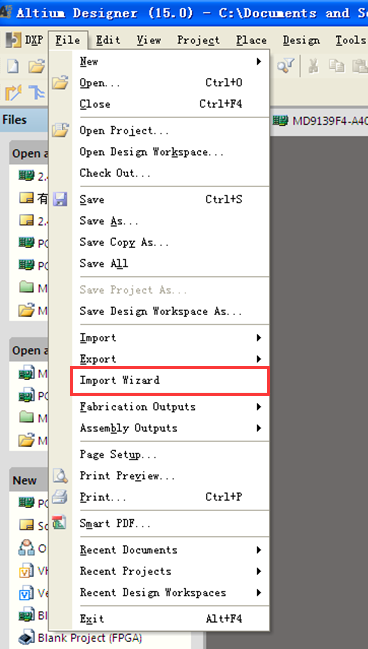 Altium Designer (15.0) - C:\Documents and Se
DXP File Edit View Project Place Design Tools
Files
MD9139F4-A40
Open a
2.4
有
2.4
PC
PC
M
M
Open a
M
PC
M
M
New
PC
Sc
O
VH
Ve
Bl
Blank Project (FPGA)
New
Open... Ctrl+O
Close Ctrl+F4
Open Project...
Open Design Workspace...
Check Out...
Save Ctrl+S
Save As...
Save Copy As...
Save All
Save Project As...
Save Design Workspace As...
Import
Export
Import Wizard
Fabrication Outputs
Assembly Outputs
Page Setup...
Print Preview...
Print... Ctrl+P
Smart PDF...
Recent Documents
Recent Projects
Recent Design Workspaces
Exit Alt+F4